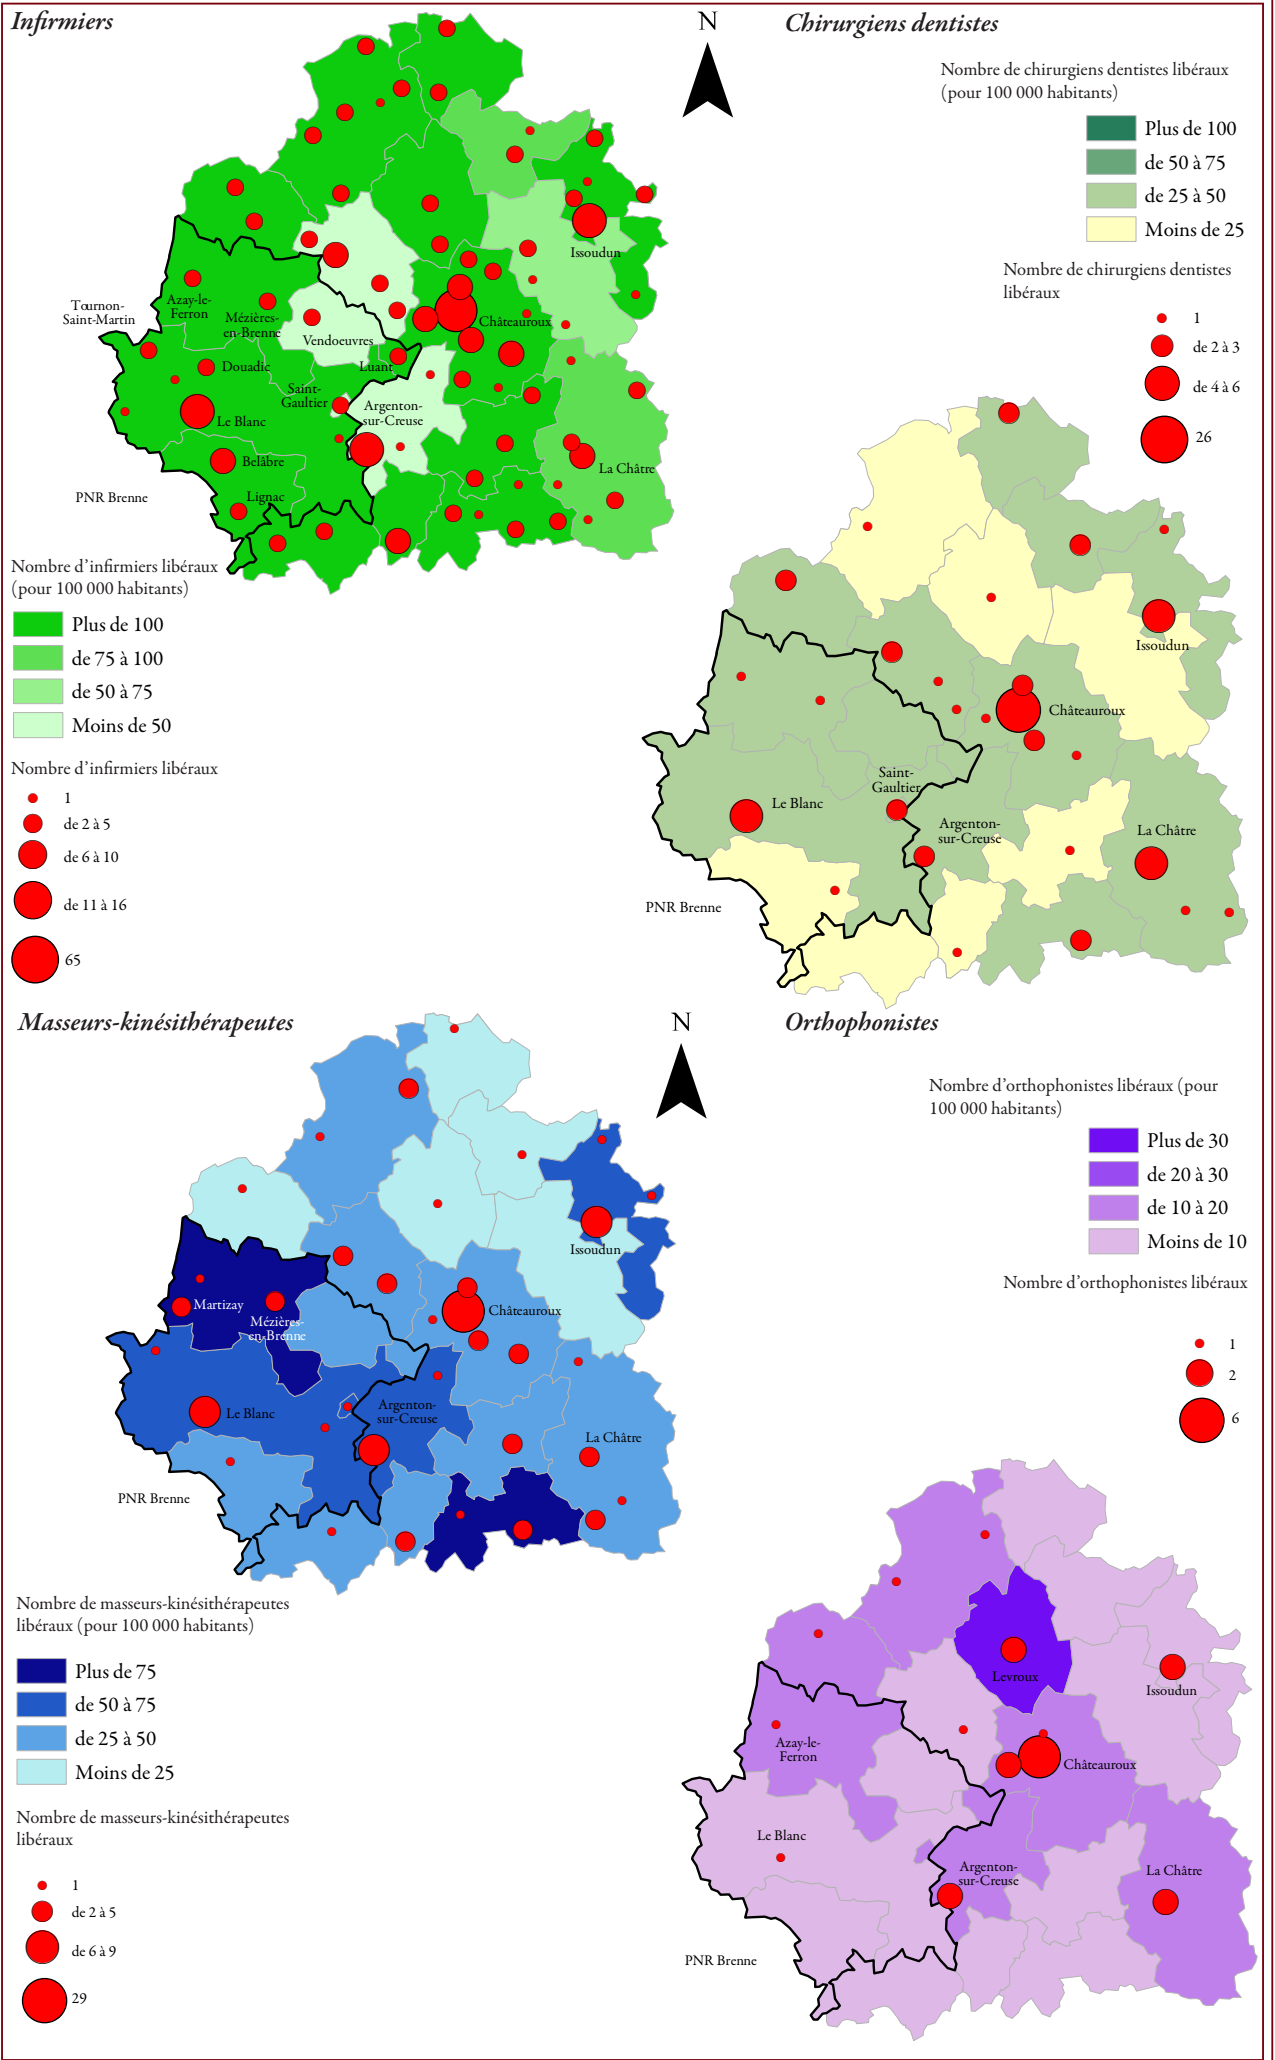 Infirmiers
N
Issoudun
Tournon-
Saint-Martin
Azay-le-
Ferron
Mézières-
en-Brenne
Châteauroux
Vendoeuvres
Luant
Douadic
Saint-
Gaultier
Argenton-
sur-Creuse
Le Blanc
Belâbre
La Châtre
Lignac
PNR Brenne
Nombre d'infirmiers libéraux
(pour 100 000 habitants)
Plus de 100
de 75 à 100
de 50 à 75
Moins de 50
Nombre d'infirmiers libéraux
1
de 2 à 5
de 6 à 10
de 11 à 16
65
Chirurgiens dentistes
Nombre de chirurgiens dentistes libéraux
(pour 100 000 habitants)
Plus de 100
de 50 à 75
de 25 à 50
Moins de 25
Nombre de chirurgiens dentistes
libéraux
1
de 2 à 3
de 4 à 6
26
Issoudun
Châteauroux
Saint-
Gaultier
Le Blanc
Argenton-
sur-Creuse
La Châtre
PNR Brenne
Masseurs-kinésithérapeutes
N
Issoudun
Martizay
Mézières-
en-Brenne
Châteauroux
Le Blanc
Argenton-
sur-Creuse
La Châtre
PNR Brenne
Nombre de masseurs-kinésithérapeutes
libéraux (pour 100 000 habitants)
Plus de 75
de 50 à 75
de 25 à 50
Moins de 25
Nombre de masseurs-kinésithérapeutes
libéraux
1
de 2 à 5
de 6 à 9
29
Orthophonistes
Nombre d'orthophonistes libéraux (pour
100 000 habitants)
Plus de 30
de 20 à 30
de 10 à 20
Moins de 10
Nombre d'orthophonistes libéraux
1
2
6
Levroux
Issoudun
Azay-le-
Ferron
Châteauroux
Le Blanc
Argenton-
sur-Creuse
La Châtre
PNR Brenne